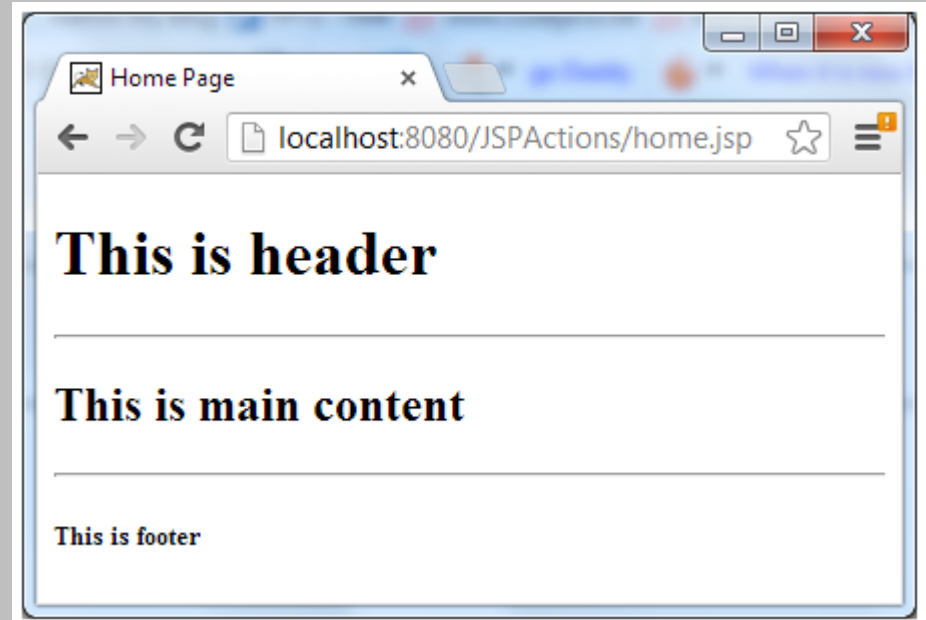 Home Page
localhost:8080/JSPActions/home.jsp
This is header
This is main content
This is footer